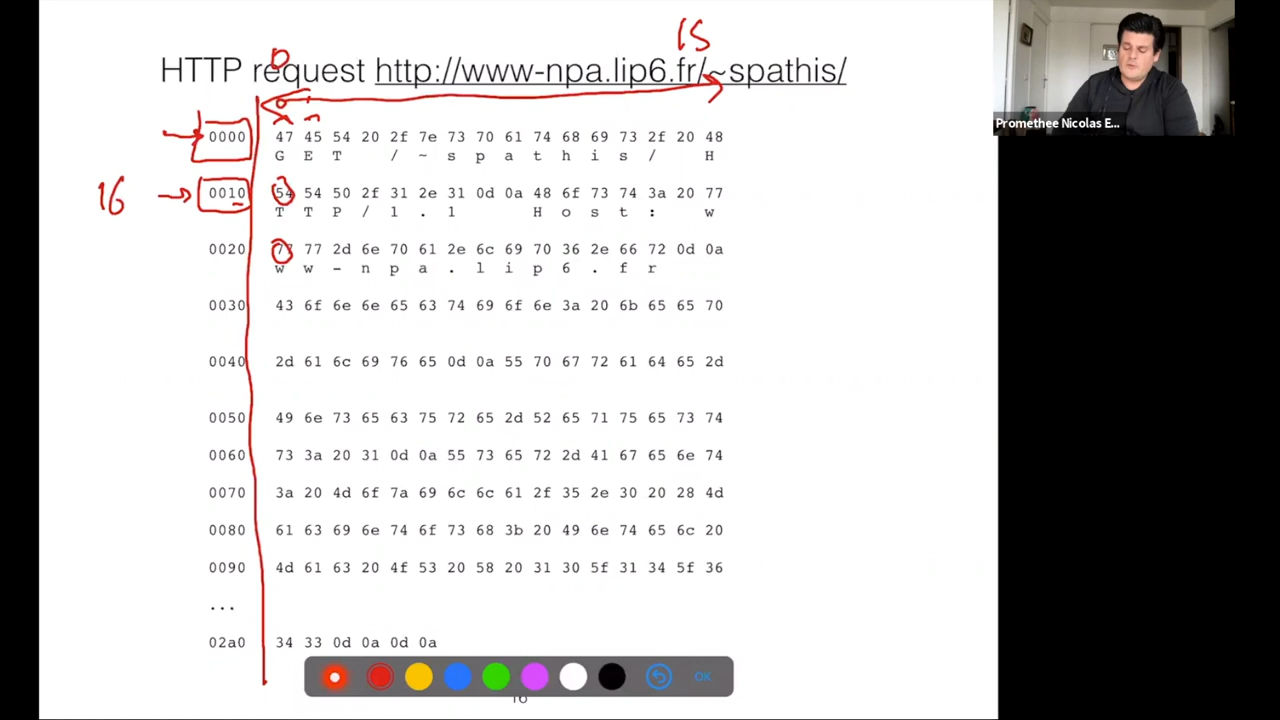 15
0
HTTP request http://www-npa.lip6.fr/~spathis/
Promethee Nicolas E...
0
0000 47 45 54 20 2f 7e 73 70 61 74 68 69 73 2f 20 48
G E T / ~ s p a t h i s / H
16
0010 54 54 50 2f 31 2e 31 0d 0a 48 6f 73 74 3a 20 77
T T P / 1 . 1 H o s t : w
0020 77 77 2d 6e 70 61 2e 6c 69 70 36 2e 66 72 0d 0a
w w - n p a . l i p 6 . f r
0030 43 6f 6e 6e 65 63 74 69 6f 6e 3a 20 6b 65 65 70
0040 2d 61 6c 69 76 65 0d 0a 55 70 67 72 61 64 65 2d
0050 49 6e 73 65 63 75 72 65 2d 52 65 71 75 65 73 74
0060 73 3a 20 31 0d 0a 55 73 65 72 2d 41 67 65 6e 74
0070 3a 20 4d 6f 7a 69 6c 6c 61 2f 35 2e 30 20 28 4d
0080 61 63 69 6e 74 6f 73 68 3b 20 49 6e 74 65 6c 20
0090 4d 61 63 20 4f 53 20 58 20 31 30 5f 31 34 5f 36
...
02a0 34 33 0d 0a 0d 0a
OK